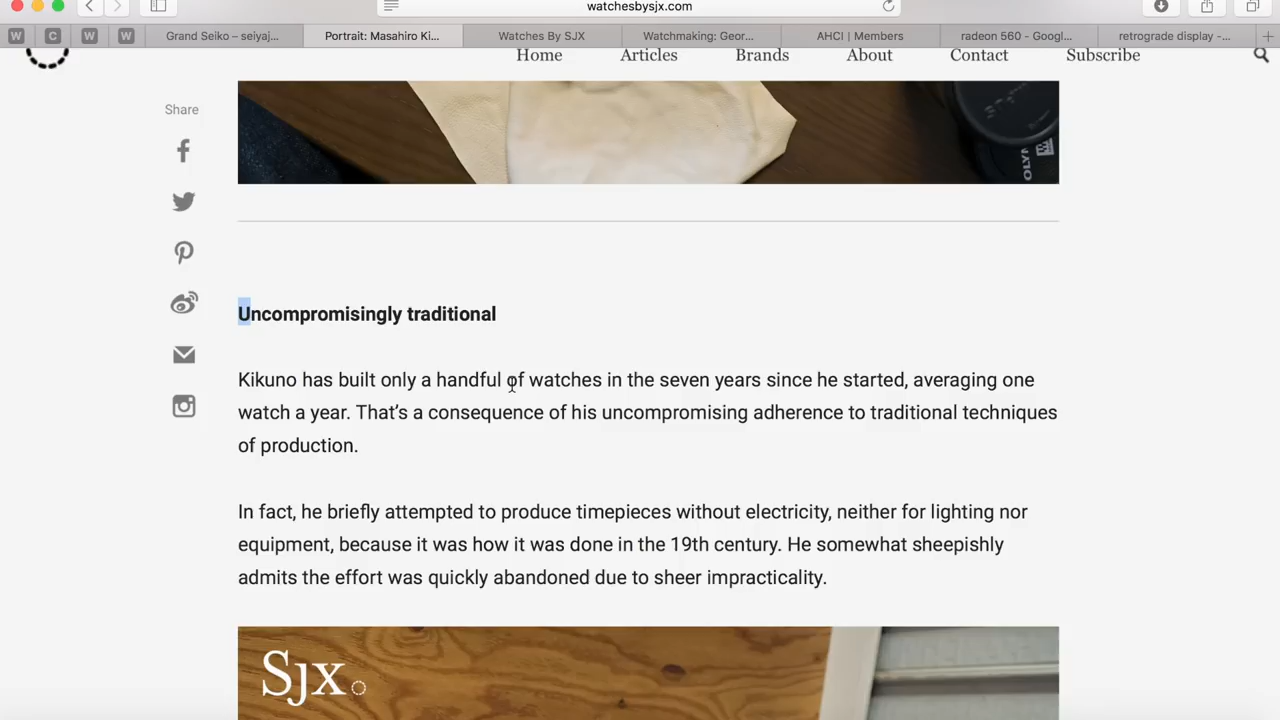 watchesbysjx.com
W
C
W
W
Grand Seiko – seiyaj...
Portrait: Masahiro Ki...
Watches By SJX
Watchmaking: Geor...
AHCI | Members
radeon 560 - Googl...
retrograde display -...
Home
Articles
Brands
About
Contact
Subscribe
Share
OLYM
Uncompromisingly traditional
Kikuno has built only a handful of watches in the seven years since he started, averaging one
watch a year. That’s a consequence of his uncompromising adherence to traditional techniques
of production.
In fact, he briefly attempted to produce timepieces without electricity, neither for lighting nor
equipment, because it was how it was done in the 19th century. He somewhat sheepishly
admits the effort was quickly abandoned due to sheer impracticality.
Sjx